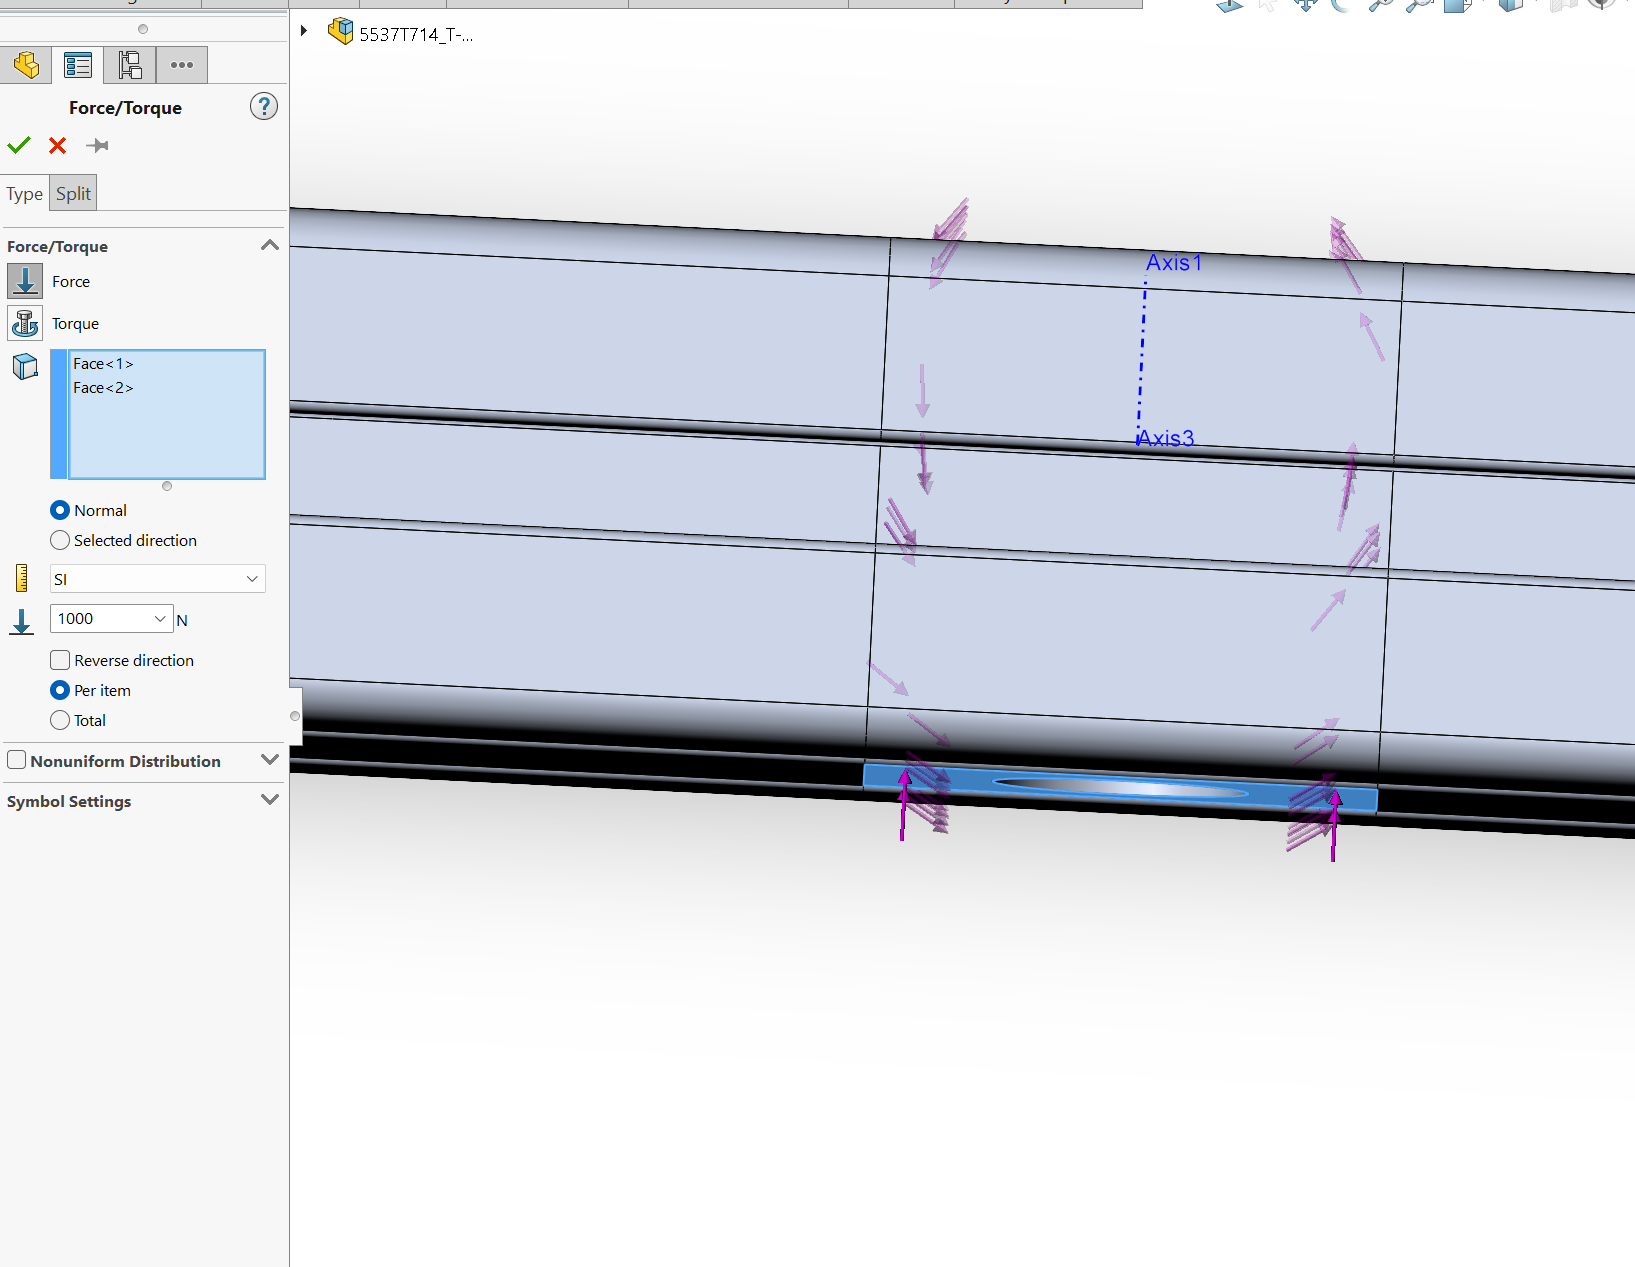 5537T714_T-...
Force/Torque
?
Type Split
Force/Torque
Force
Torque
Face<1>
Face<2>
Normal
Selected direction
SI
1000 N
Reverse direction
Per item
Total
Nonuniform Distribution
Symbol Settings
Axis1
Axis3